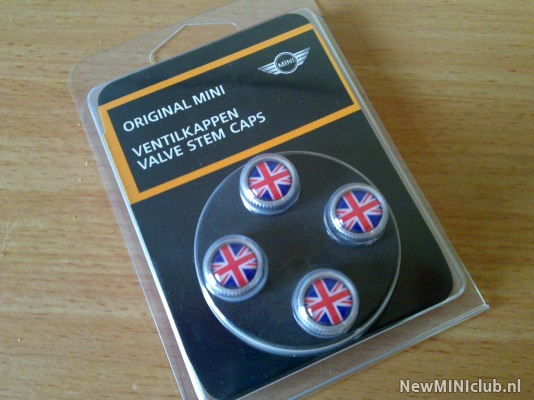 MINI
ORIGINAL MINI
VENTILKAPPEN
VALVE STEM CAPS
NewMINIclub.nl